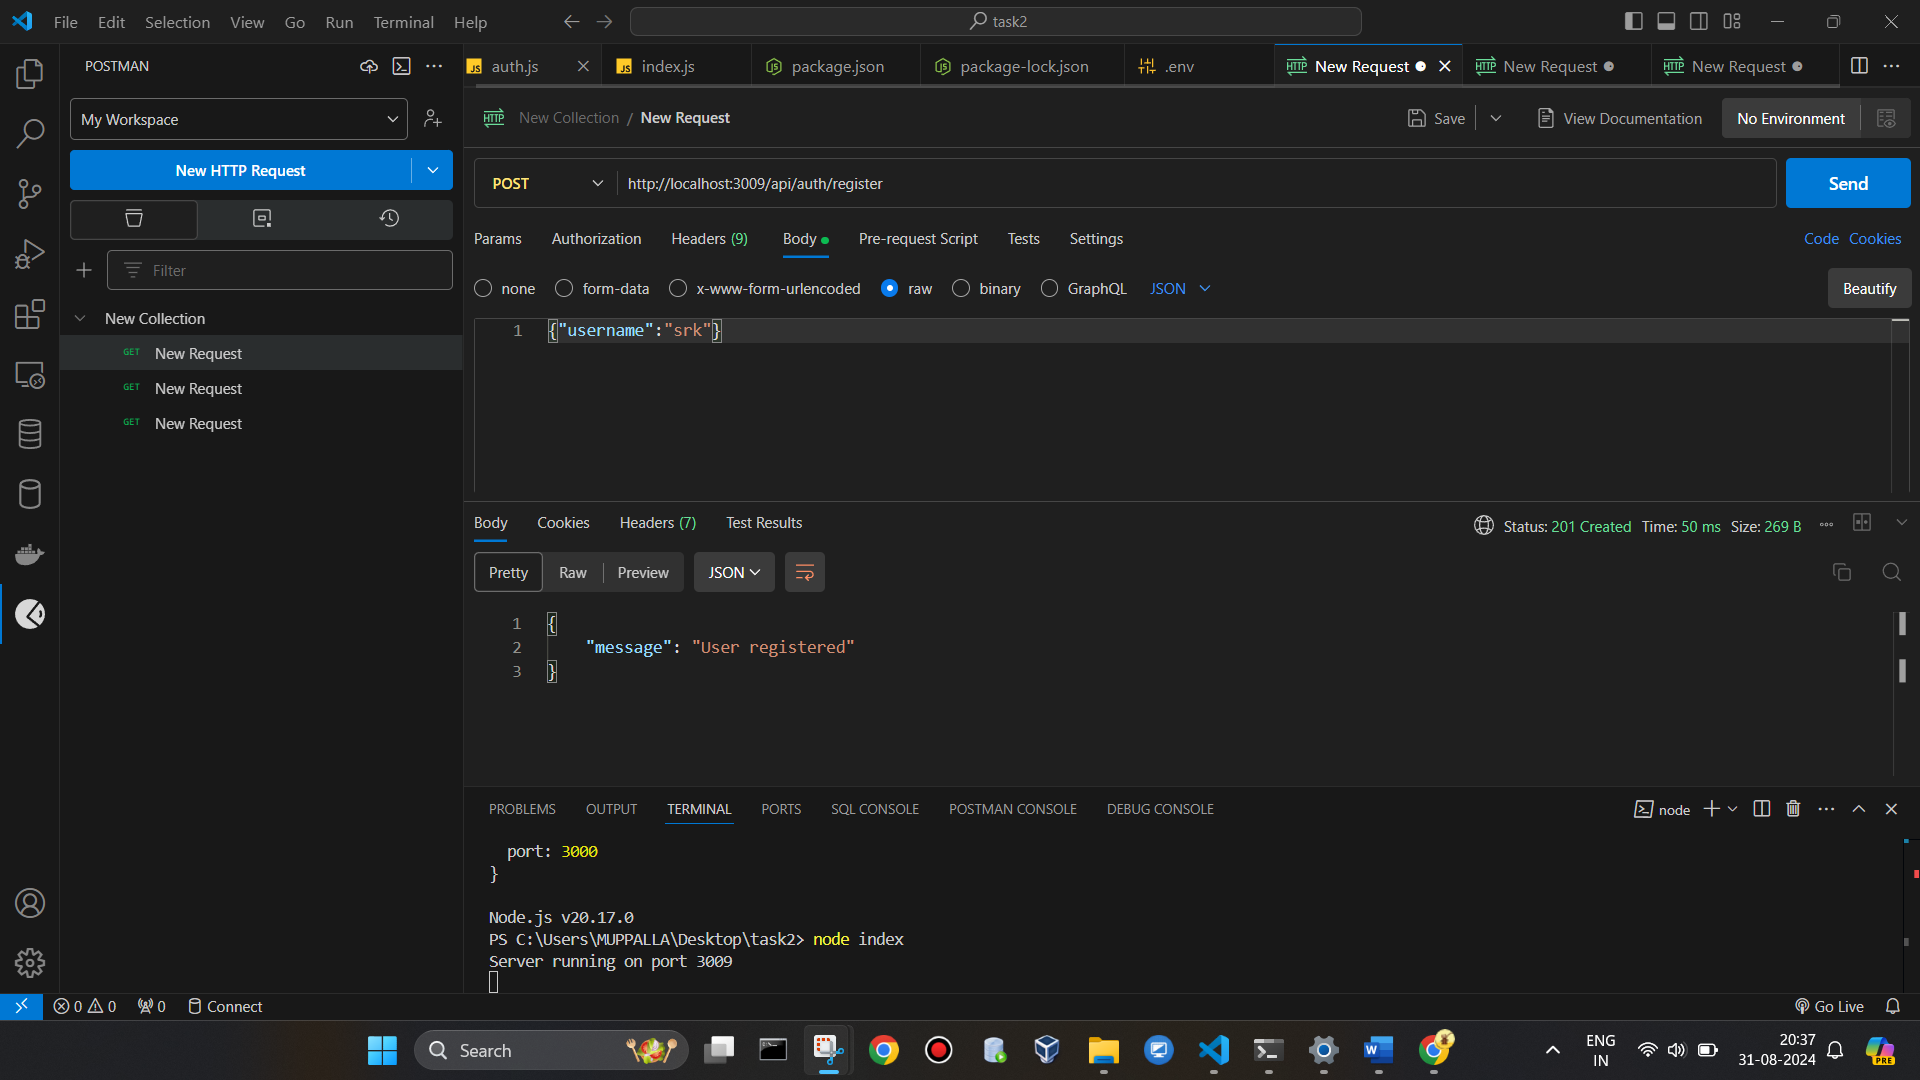 File Edit Selection View Go Run Terminal Help
task2
POSTMAN
JS auth.js
JS index.js
package.json
package-lock.json
.env
HTTP New Request
HTTP New Request
HTTP New Request
My Workspace
HTTP New Collection / New Request
Save
View Documentation
No Environment
New HTTP Request
POST
http://localhost:3009/api/auth/register
Send
Filter
Params Authorization Headers (9) Body Pre-request Script Tests Settings
Code Cookies
none form-data x-www-form-urlencoded raw binary GraphQL JSON
Beautify
New Collection
GET New Request
GET New Request
GET New Request
1 {"username":"srk"}
Body Cookies Headers (7) Test Results
Status: 201 Created Time: 50 ms Size: 269 B
Pretty Raw Preview JSON
1 {
2 "message": "User registered"
3 }
PROBLEMS OUTPUT TERMINAL PORTS SQL CONSOLE POSTMAN CONSOLE DEBUG CONSOLE
node
port: 3000
}
Node.js v20.17.0
PS C:\Users\MUPPALLA\Desktop\task2> node index
Server running on port 3009
0 0 0 Connect
Go Live
Search
ENG
IN
20:37
31-08-2024
PRE